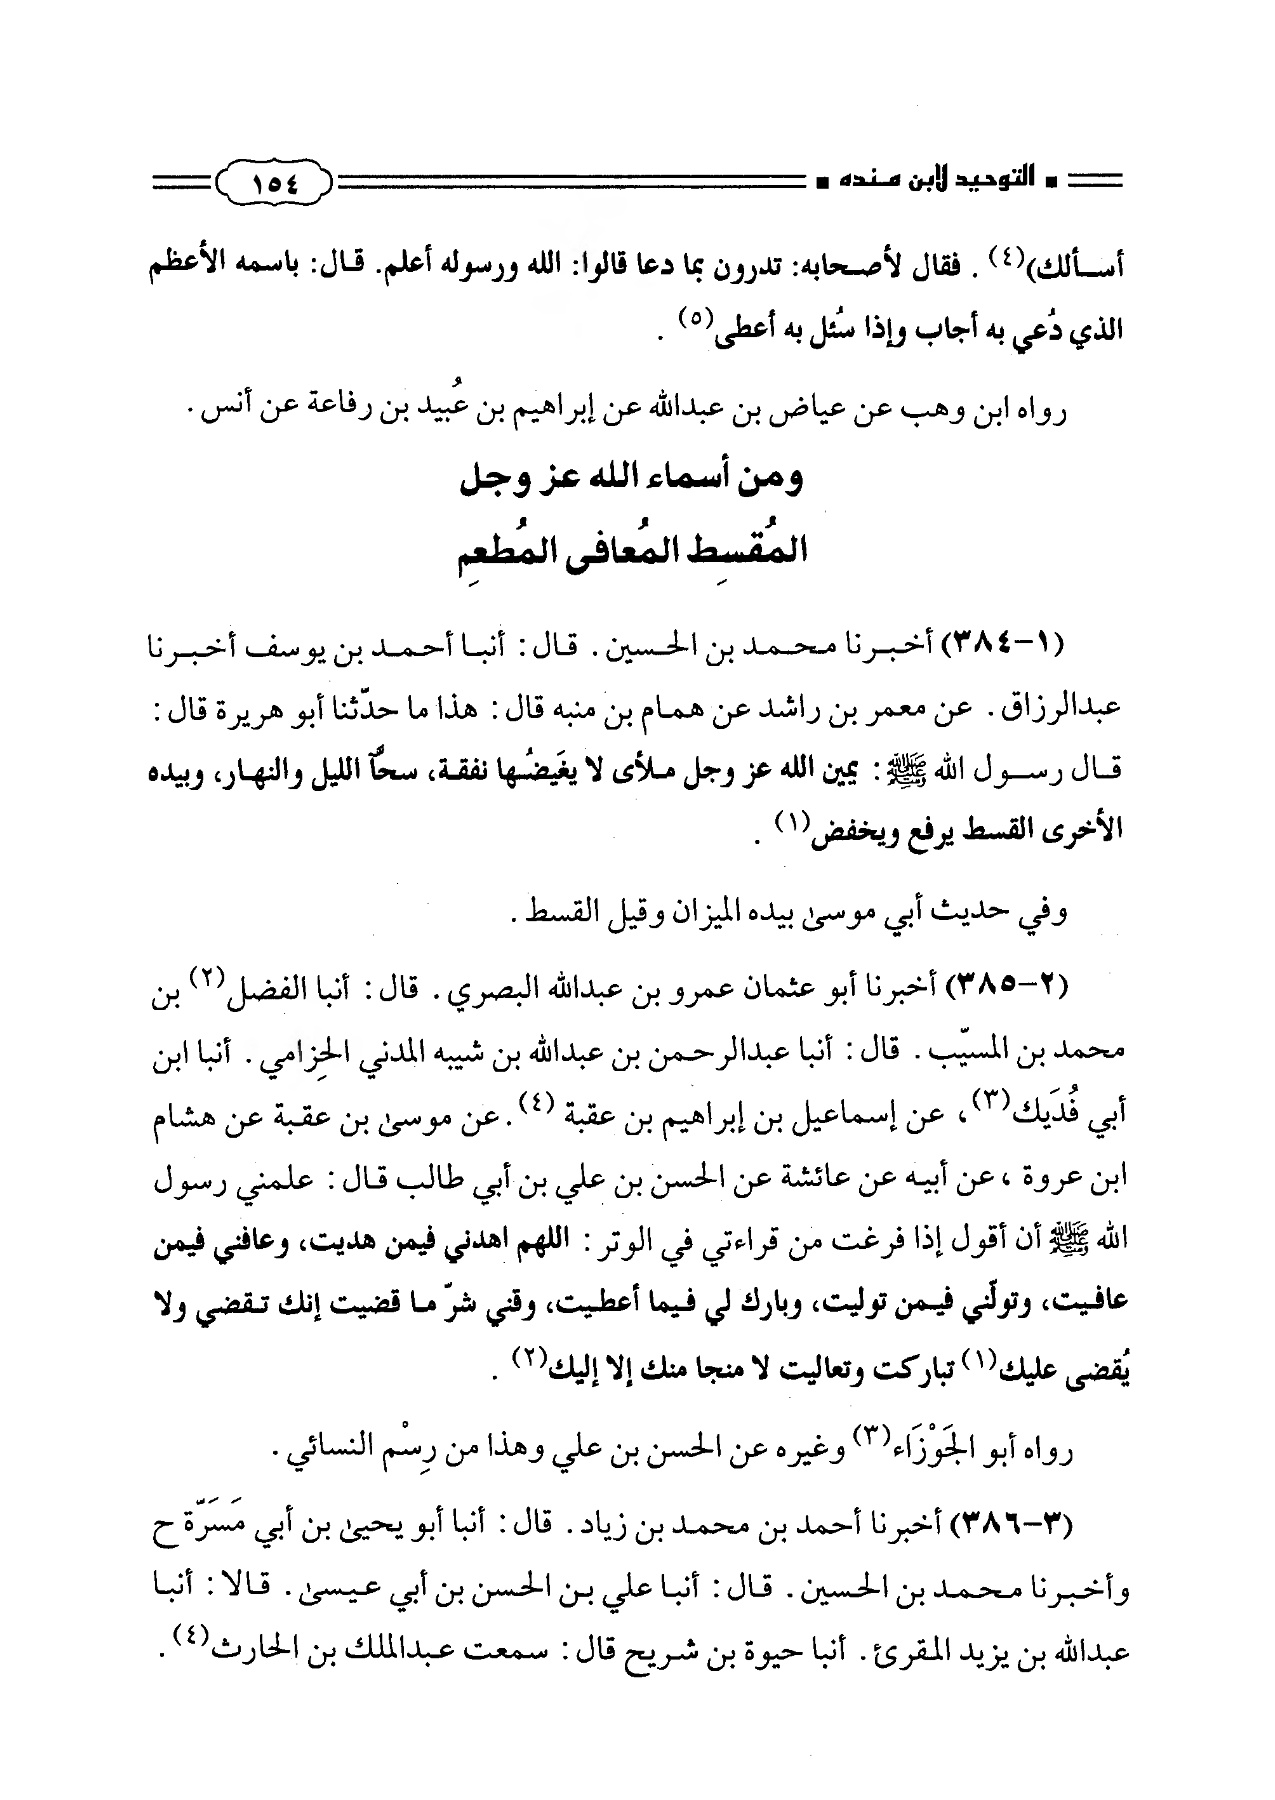 التوحيد لابن منده ١٥٤
أسألك)(٤) . فقال لأصحابه: تدرون بما دعا قالوا: الله ورسوله أعلم. قال: باسمه الأعظم
الذي دُعي به أجاب وإذا سُئل به أعطى(٥) .
رواه ابن وهب عن عياض بن عبدالله عن إبراهيم بن عُبيد بن رفاعة عن أنس .
ومن أسماء الله عز وجل
المُقسِط المُعافي المُطعِم
(١-٣٨٤) أخبرنا محمد بن الحسين . قال : أنبا أحمد بن يوسف أخبرنا
عبدالرزاق . عن معمر بن راشد عن همام بن منبه قال : هذا ما حدّثنا أبو هريرة قال :
قال رسول الله ﷺ : يمين الله عز وجل ملأى لا يغَيضُها نفقة، سحاًّ الليل والنهار، وبيده
الأخرى القسط يرفع ويخفض(١) .
وفي حديث أبي موسىٰ بيده الميزان وقيل القسط .
(٢-٣٨٥) أخبرنا أبو عثمان عمرو بن عبدالله البصري . قال : أنبا الفضل(٢) بن
محمد بن المسيّب . قال : أنبا عبدالرحمن بن عبدالله بن شيبه المدني الحِزامي . أنبا ابن
أبي فُدَيك(٣)، عن إسماعيل بن إبراهيم بن عقبة (٤). عن موسىٰ بن عقبة عن هشام
ابن عروة ، عن أبيه عن عائشة عن الحسن بن علي بن أبي طالب قال : علمني رسول
الله ﷺ أن أقول إذا فرغت من قراءتي في الوتر : اللهم اهدني فيمن هديت، وعافني فيمن
عافيت، وتولّني فيمن توليت، وبارك لي فيما أعطيت، وقني شرّ ما قضيت إنك تقضي ولا
يُقضى عليك(١) تباركت وتعاليت لا منجا منك إلا إليك(٢) .
رواه أبو الجَوْزَاء(٣) وغيره عن الحسن بن علي وهذا من رِسْم النسائي .
(٣-٣٨٦) أخبرنا أحمد بن محمد بن زياد . قال : أنبا أبو يحيىٰ بن أبي مَسَرَّة ح
وأخبرنا محمد بن الحسين . قال : أنبا علي بن الحسن بن أبي عيسىٰ . قالا : أنبا
عبدالله بن يزيد المقرئ . أنبا حيوة بن شريح قال : سمعت عبدالملك بن الحارث(٤) .